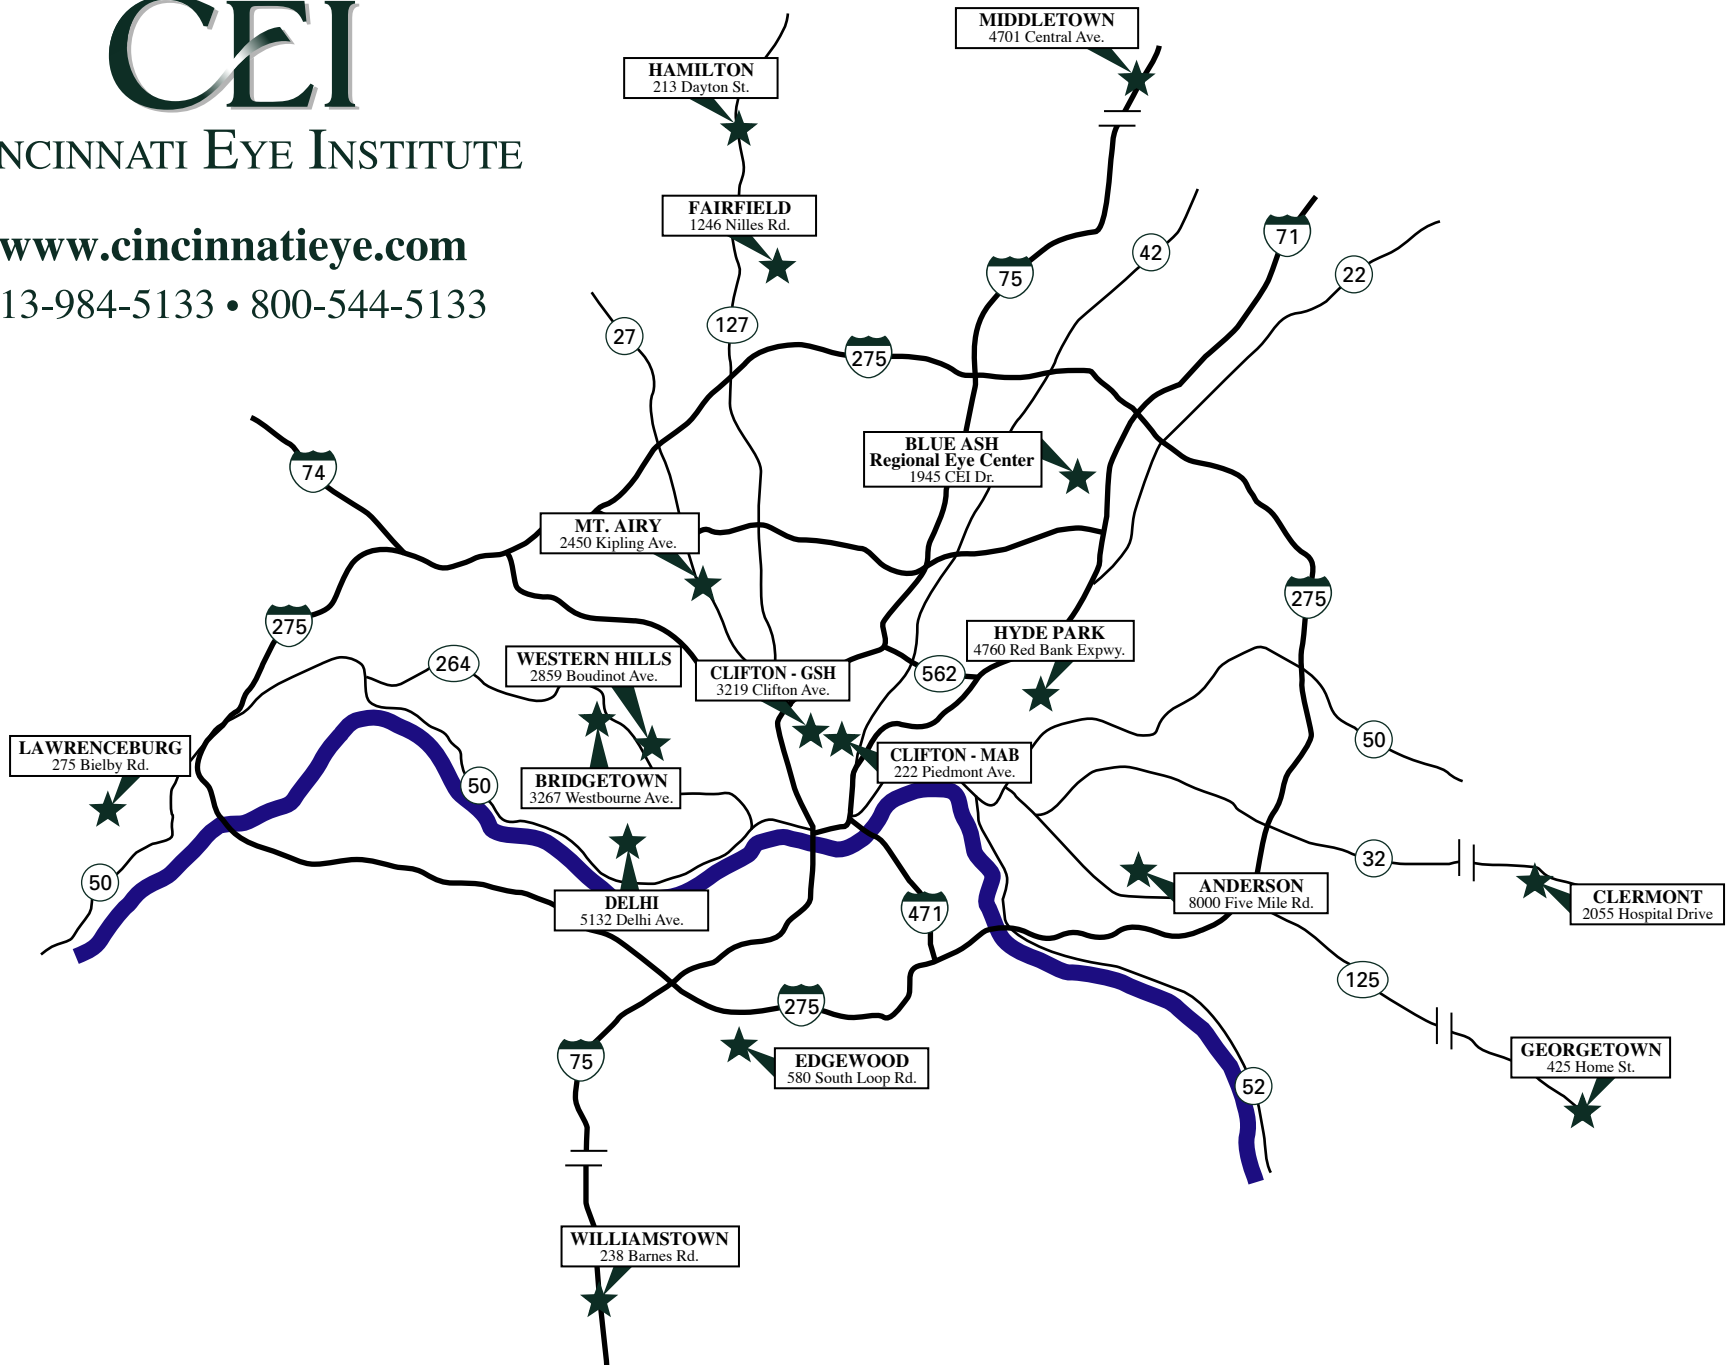 CEI
NCINNATI EYE INSTITUTE
www.cincinnatieye.com
13-984-5133 • 800-544-5133
MIDDLETOWN
4701 Central Ave.
HAMILTON
213 Dayton St.
FAIRFIELD
1246 Nilles Rd.
42
71
22
75
27
127
275
74
BLUE ASH
Regional Eye Center
1945 CEI Dr.
MT. AIRY
2450 Kipling Ave.
275
275
HYDE PARK
4760 Red Bank Expwy.
264
WESTERN HILLS
2859 Boudinot Ave.
CLIFTON - GSH
3219 Clifton Ave.
562
LAWRENCEBURG
275 Bielby Rd.
50
CLIFTON - MAB
222 Piedmont Ave.
50
BRIDGETOWN
3267 Westbourne Ave.
32
50
DELHI
5132 Delhi Ave.
471
ANDERSON
8000 Five Mile Rd.
CLERMONT
2055 Hospital Drive
125
275
75
EDGEWOOD
580 South Loop Rd.
52
GEORGETOWN
425 Home St.
WILLIAMSTOWN
238 Barnes Rd.